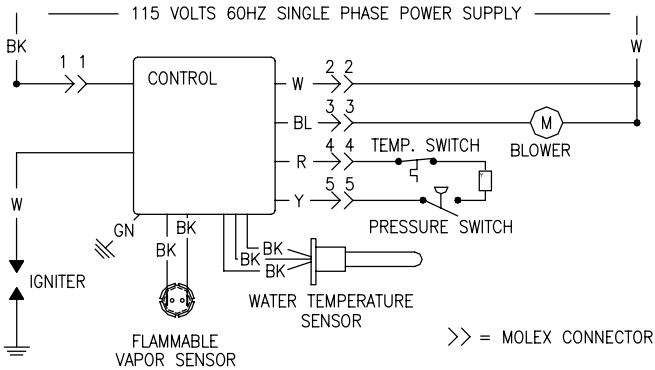 115 VOLTS 60HZ SINGLE PHASE POWER SUPPLY
BK
W
1 1
CONTROL
W
2 2
BL
3 3
M
BLOWER
R
4 4
TEMP. SWITCH
Y
5 5
PRESSURE SWITCH
W
GN
BK
BK
BK
BK
BK
IGNITER
WATER TEMPERATURE
SENSOR
FLAMMABLE
VAPOR SENSOR
= MOLEX CONNECTOR